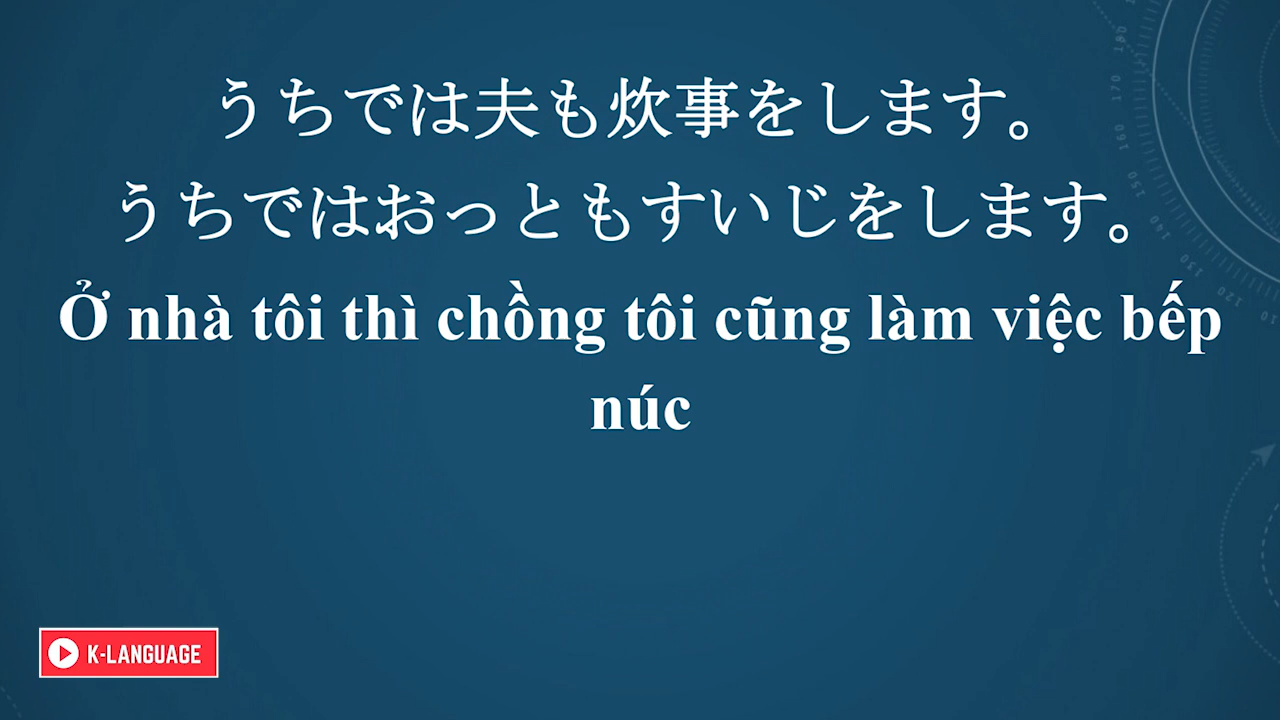 うちでは夫も炊事をします。
うちではおっともすいじをします。
Ở nhà tôi thì chồng tôi cũng làm việc bếp
núc
K-LANGUAGE